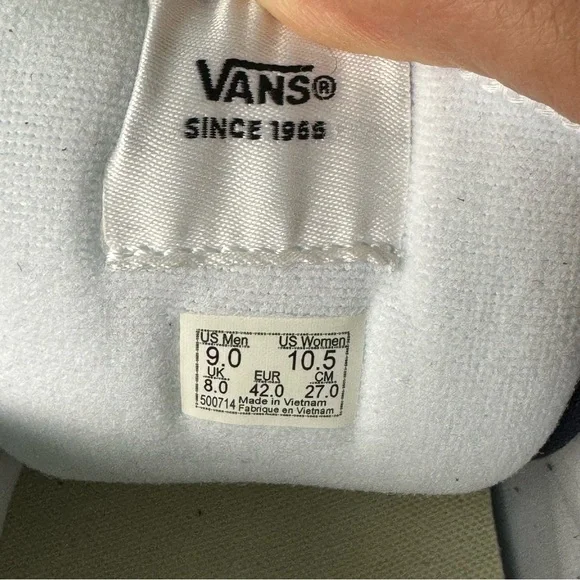 VANS®
SINCE 1966
US Men US Women
9.0 10.5
UK EUR CM
8.0 42.0 27.0
500714 Made in Vietnam
Fabrique en Vietnam